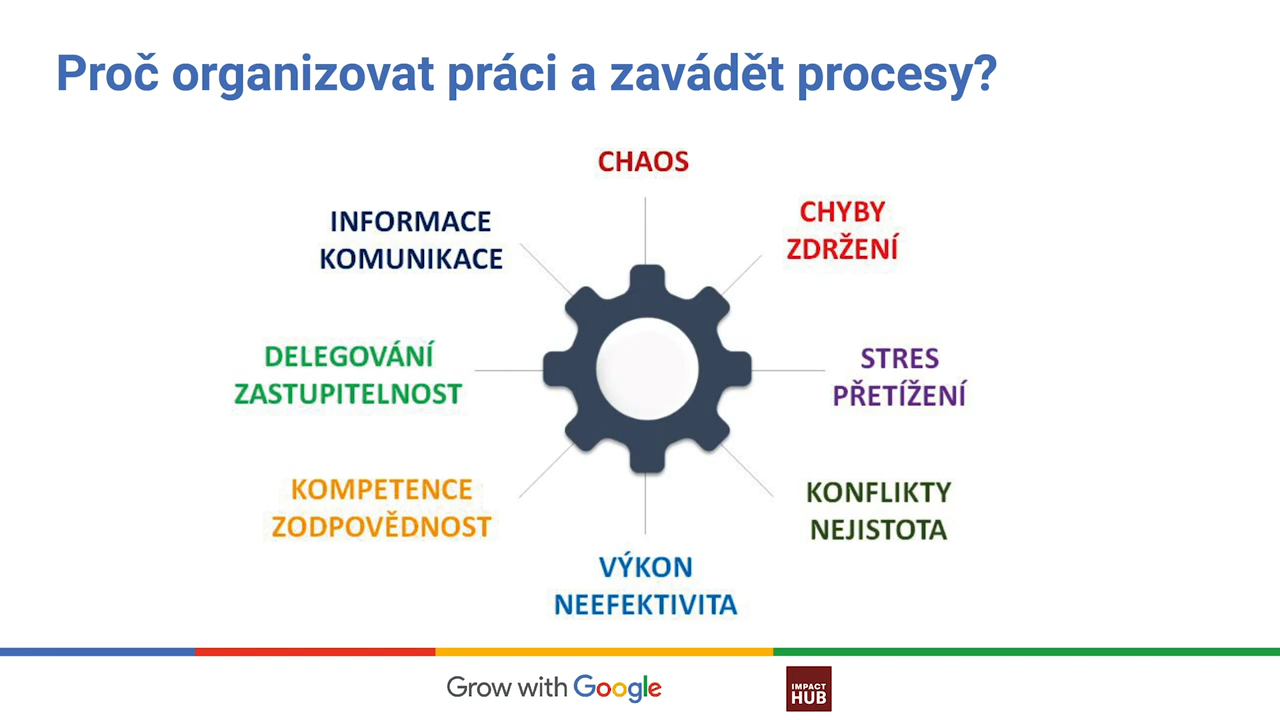 Proč organizovat práci a zavádět procesy?
CHAOS
CHYBY
ZDRŽENÍ
STRES
PŘETÍŽENÍ
KONFLIKTY
NEJISTOTA
VÝKON
NEEFEKTIVITA
KOMPETENCE
ZODPOVĚDNOST
DELEGOVÁNÍ
ZASTUPITELNOST
INFORMACE
KOMUNIKACE
Grow with Google
IMPACT
HUB